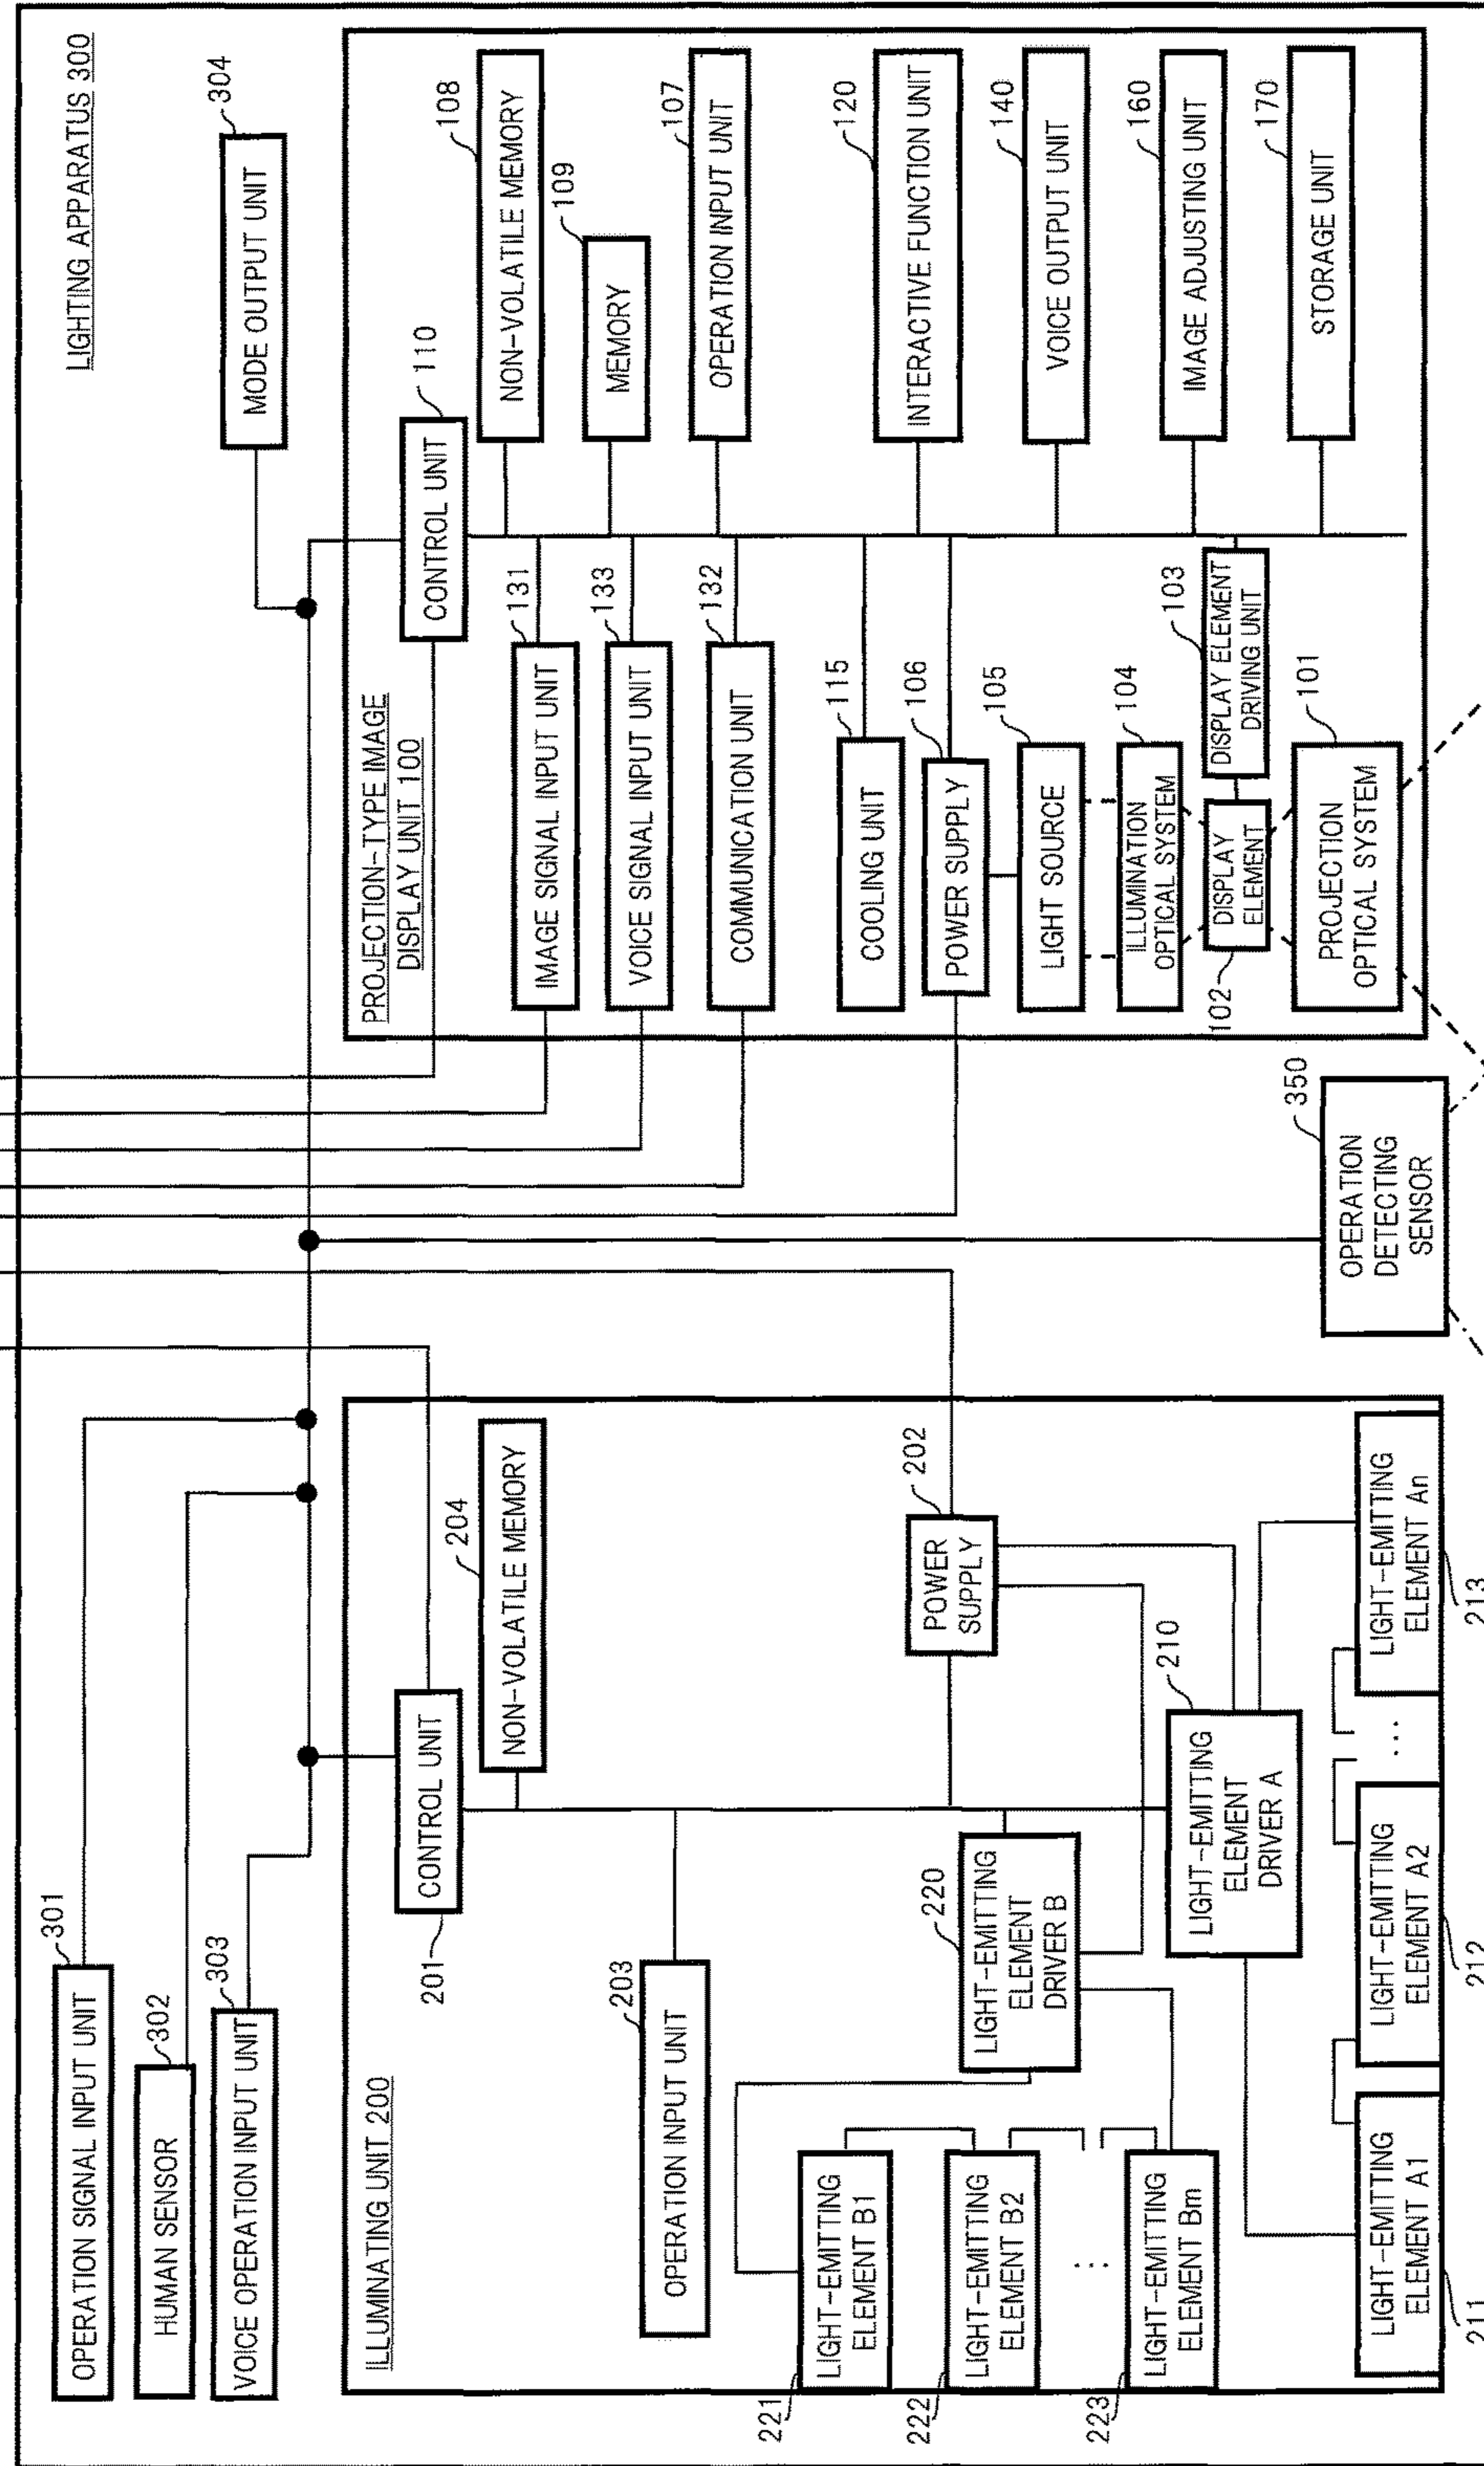 LIGHTING APPARATUS 300
301
OPERATION SIGNAL INPUT UNIT
302
HUMAN SENSOR
303
VOICE OPERATION INPUT UNIT
304
MODE OUTPUT UNIT
ILLUMINATING UNIT 200
CONTROL UNIT
201
204
NON-VOLATILE MEMORY
203
OPERATION INPUT UNIT
202
POWER
SUPPLY
220
LIGHT-EMITTING
ELEMENT
DRIVER B
210
LIGHT-EMITTING
ELEMENT
DRIVER A
221
LIGHT-EMITTING
ELEMENT B1
222
LIGHT-EMITTING
ELEMENT B2
...
223
LIGHT-EMITTING
ELEMENT Bm
LIGHT-EMITTING
ELEMENT A1
211
LIGHT-EMITTING
ELEMENT A2
212
...
LIGHT-EMITTING
ELEMENT An
213
350
OPERATION
DETECTING
SENSOR
PROJECTION-TYPE IMAGE
DISPLAY UNIT 100
110
CONTROL UNIT
131
IMAGE SIGNAL INPUT UNIT
133
VOICE SIGNAL INPUT UNIT
132
COMMUNICATION UNIT
115
COOLING UNIT
106
POWER SUPPLY
105
LIGHT SOURCE
104
ILLUMINATION
OPTICAL SYSTEM
103
DISPLAY ELEMENT
DRIVING UNIT
102
DISPLAY
ELEMENT
101
PROJECTION
OPTICAL SYSTEM
108
NON-VOLATILE MEMORY
109
MEMORY
107
OPERATION INPUT UNIT
120
INTERACTIVE FUNCTION UNIT
140
VOICE OUTPUT UNIT
160
IMAGE ADJUSTING UNIT
170
STORAGE UNIT